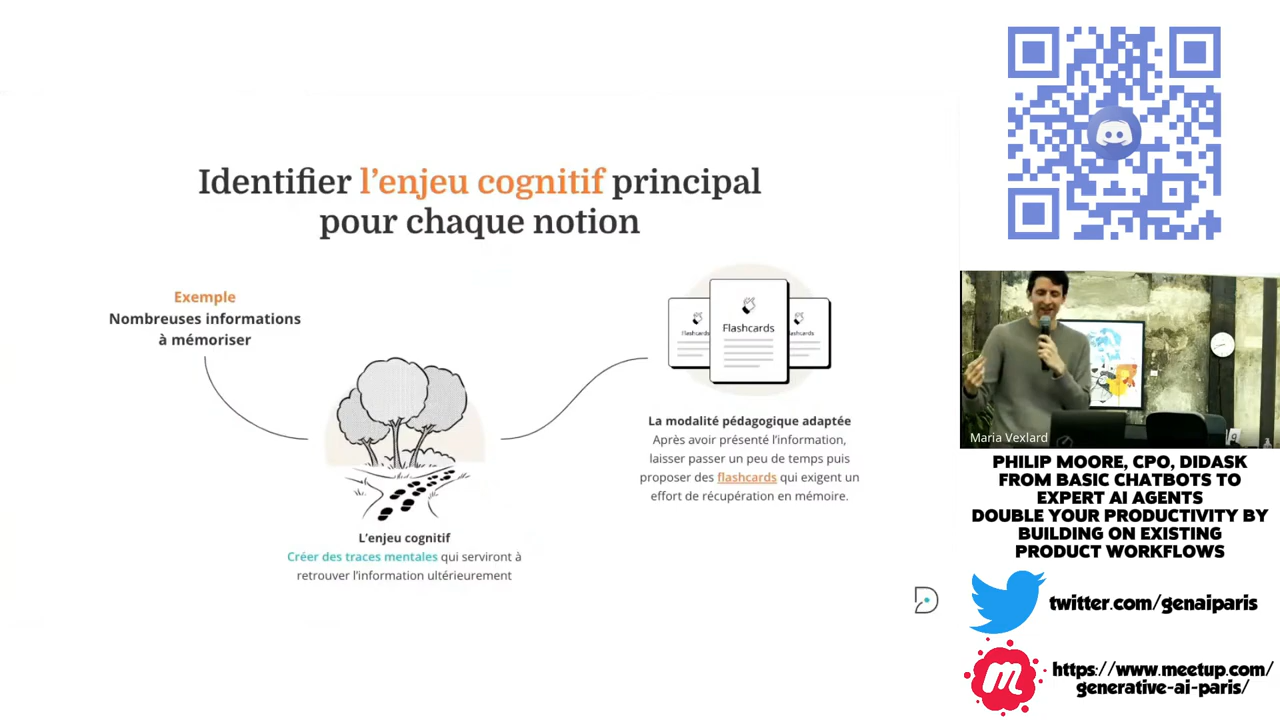 Identifier l'enjeu cognitif principal
pour chaque notion
Exemple
Nombreuses informations
à mémoriser
L'enjeu cognitif
Créer des traces mentales qui serviront à
retrouver l'information ultérieurement
Flashcards
Flashcards
Flashcards
La modalité pédagogique adaptée
Après avoir présenté l'information,
laisser passer un peu de temps puis
proposer des flashcards qui exigent un
effort de récupération en mémoire.
Maria Vexlard
PHILIP MOORE, CPO, DIDASK
FROM BASIC CHATBOTS TO
EXPERT AI AGENTS
DOUBLE YOUR PRODUCTIVITY BY
BUILDING ON EXISTING
PRODUCT WORKFLOWS
twitter.com/genaiparis
m
https://www.meetup.com/
generative-ai-paris/